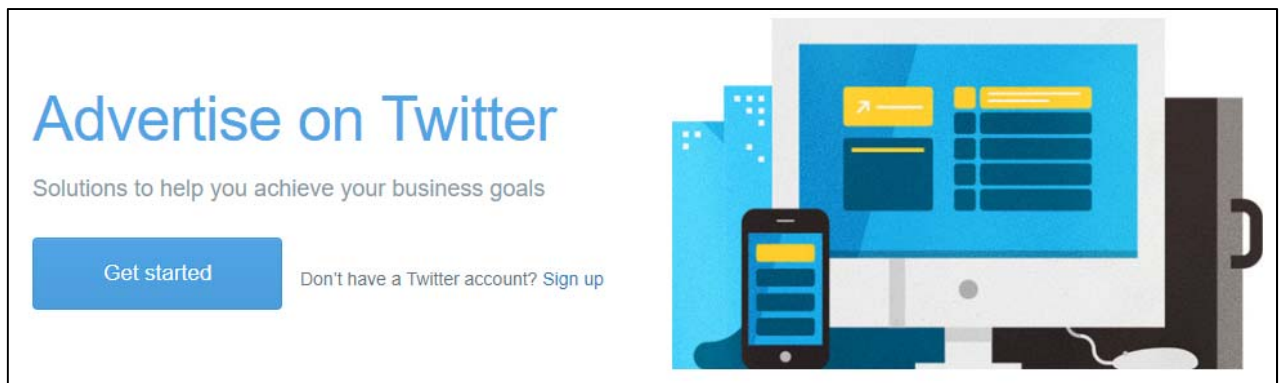 Advertise on Twitter
Solutions to help you achieve your business goals
Get started
Don't have a Twitter account? Sign up